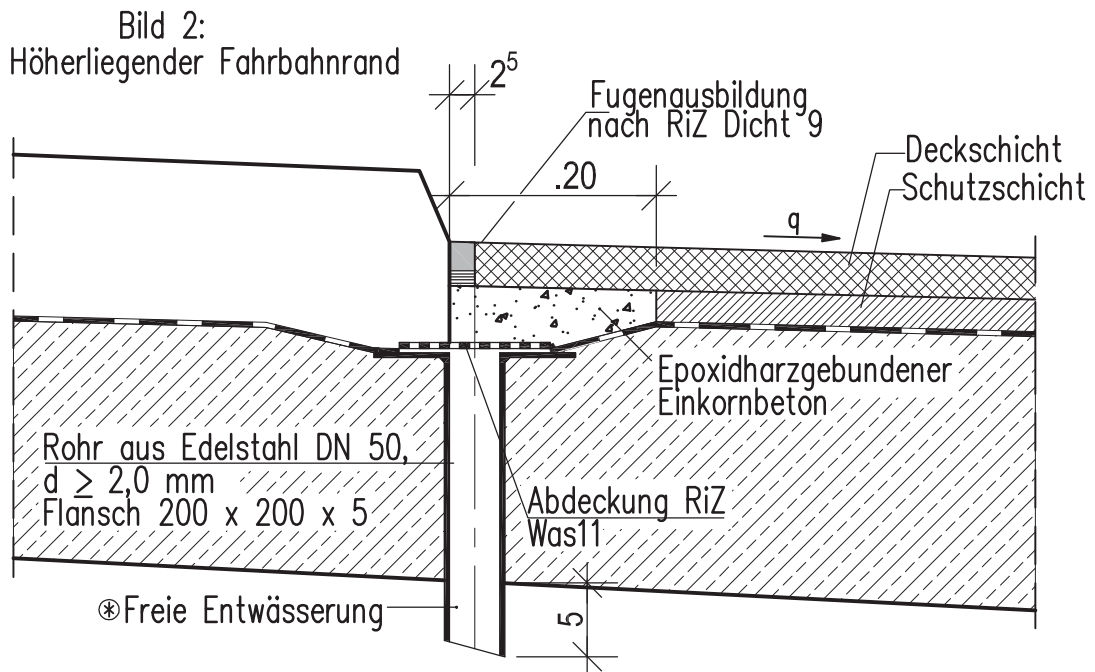 Bild 2:
Höherliegender Fahrbahnrand
2⁵
Fugenausbildung
nach RiZ Dicht 9
.20
Deckschicht
Schutzschicht
q
Epoxidharzgebundener
Einkornbeton
Rohr aus Edelstahl DN 50,
d ≥ 2,0 mm
Flansch 200 x 200 x 5
Abdeckung RiZ
Was11
⊛Freie Entwässerung
5